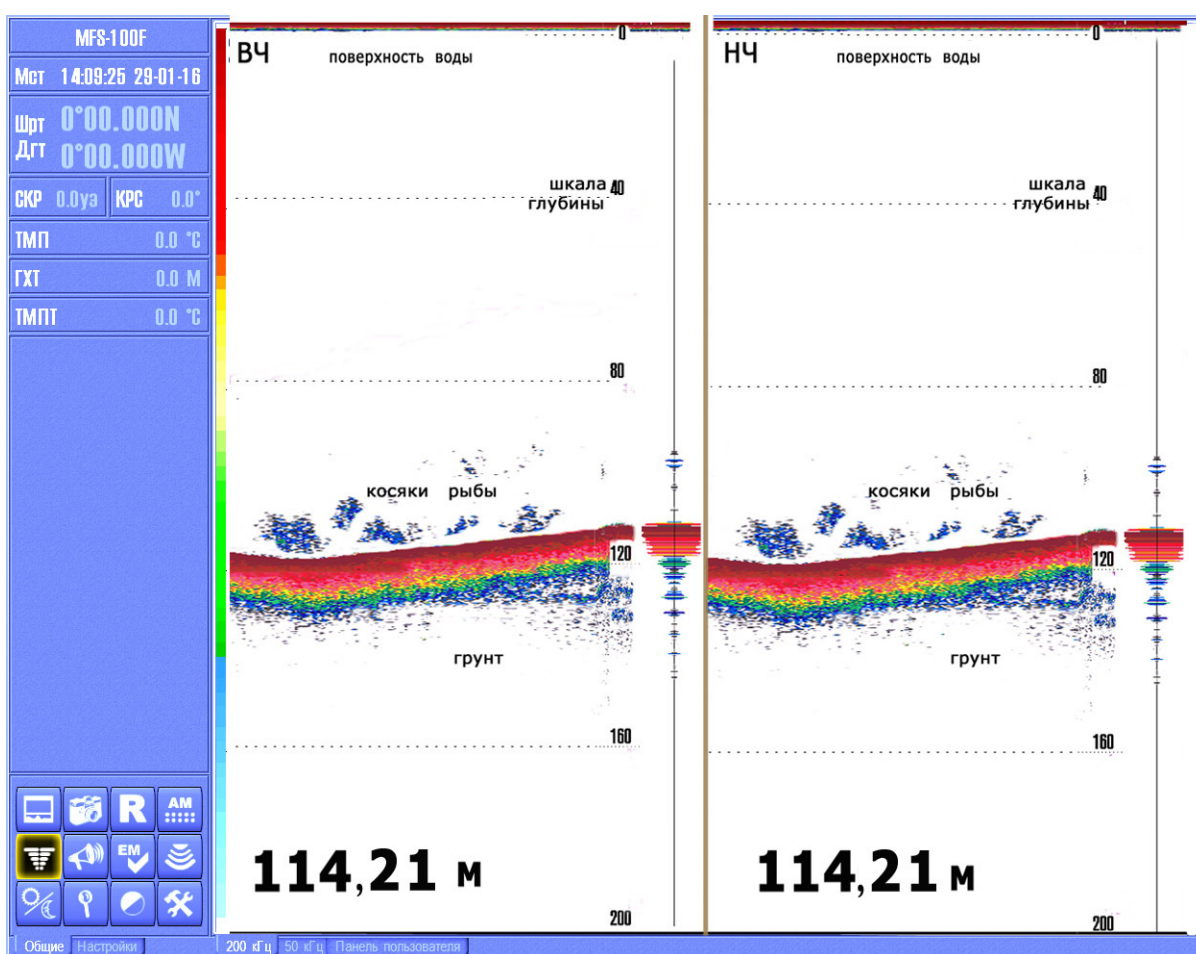 MFS-100F
Мст 14:09:25 29-01-16
Шрт 0°00.000N
Дгт 0°00.000W
СКР 0.0уз КРС 0.0°
ТМП 0.0 °C
ГХТ 0.0 М
ТМПТ 0.0 °C
R
AM
EM
Общие Настройки
ВЧ
поверхность воды
0
шкала
глубины
40
80
косяки рыбы
120
грунт
160
114,21 м
200
НЧ
поверхность воды
0
шкала
глубины
40
80
косяки рыбы
120
грунт
160
114,21 м
200
200 кГц 50 кГц Панель пользователя